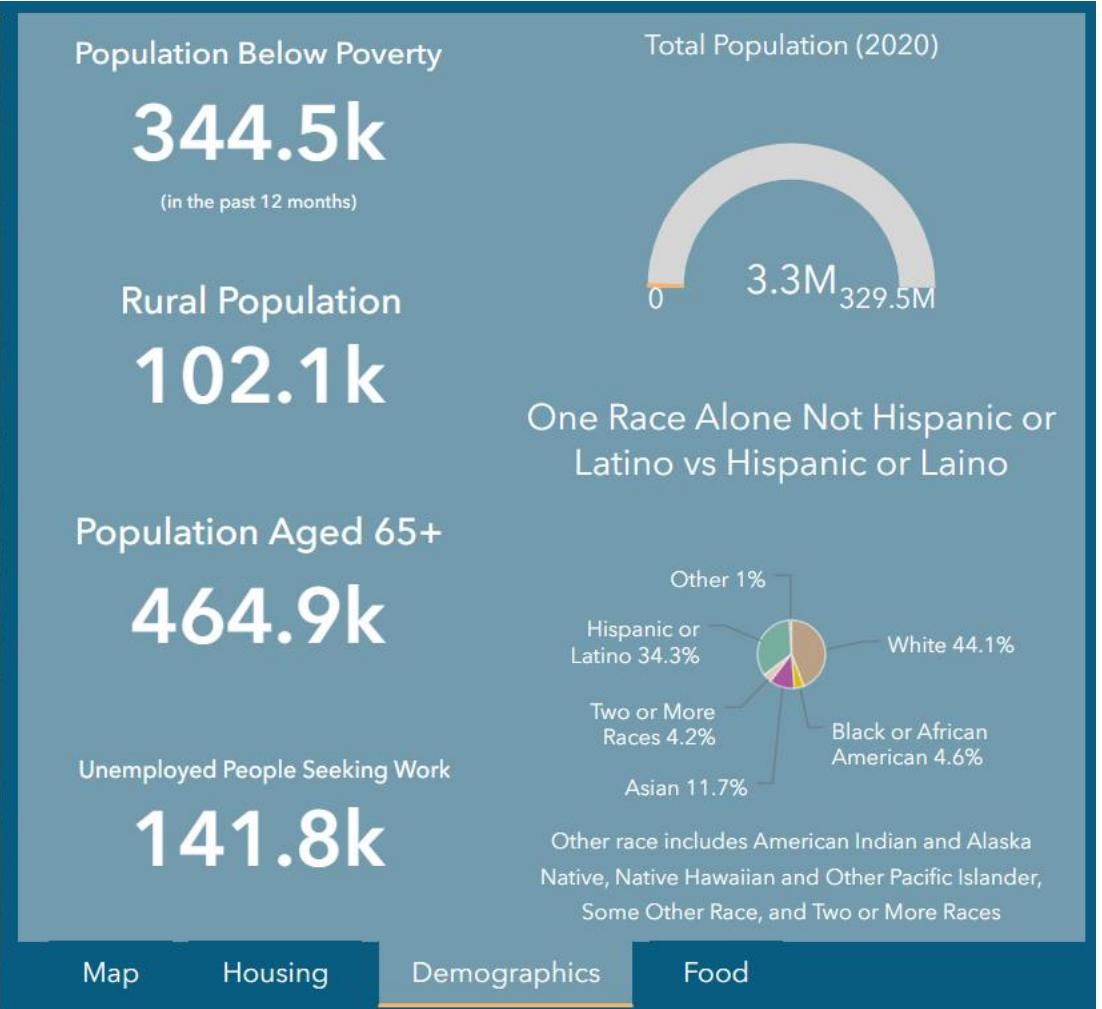 Population Below Poverty
344.5k
(in the past 12 months)
Rural Population
102.1k
Population Aged 65+
464.9k
Unemployed People Seeking Work
141.8k
Total Population (2020)
3.3M
0
329.5M
One Race Alone Not Hispanic or
Latino vs Hispanic or Laino
Other 1%
Hispanic or
Latino 34.3%
White 44.1%
Two or More
Races 4.2%
Black or African
American 4.6%
Asian 11.7%
Other race includes American Indian and Alaska
Native, Native Hawaiian and Other Pacific Islander,
Some Other Race, and Two or More Races
Map
Housing
Demographics
Food